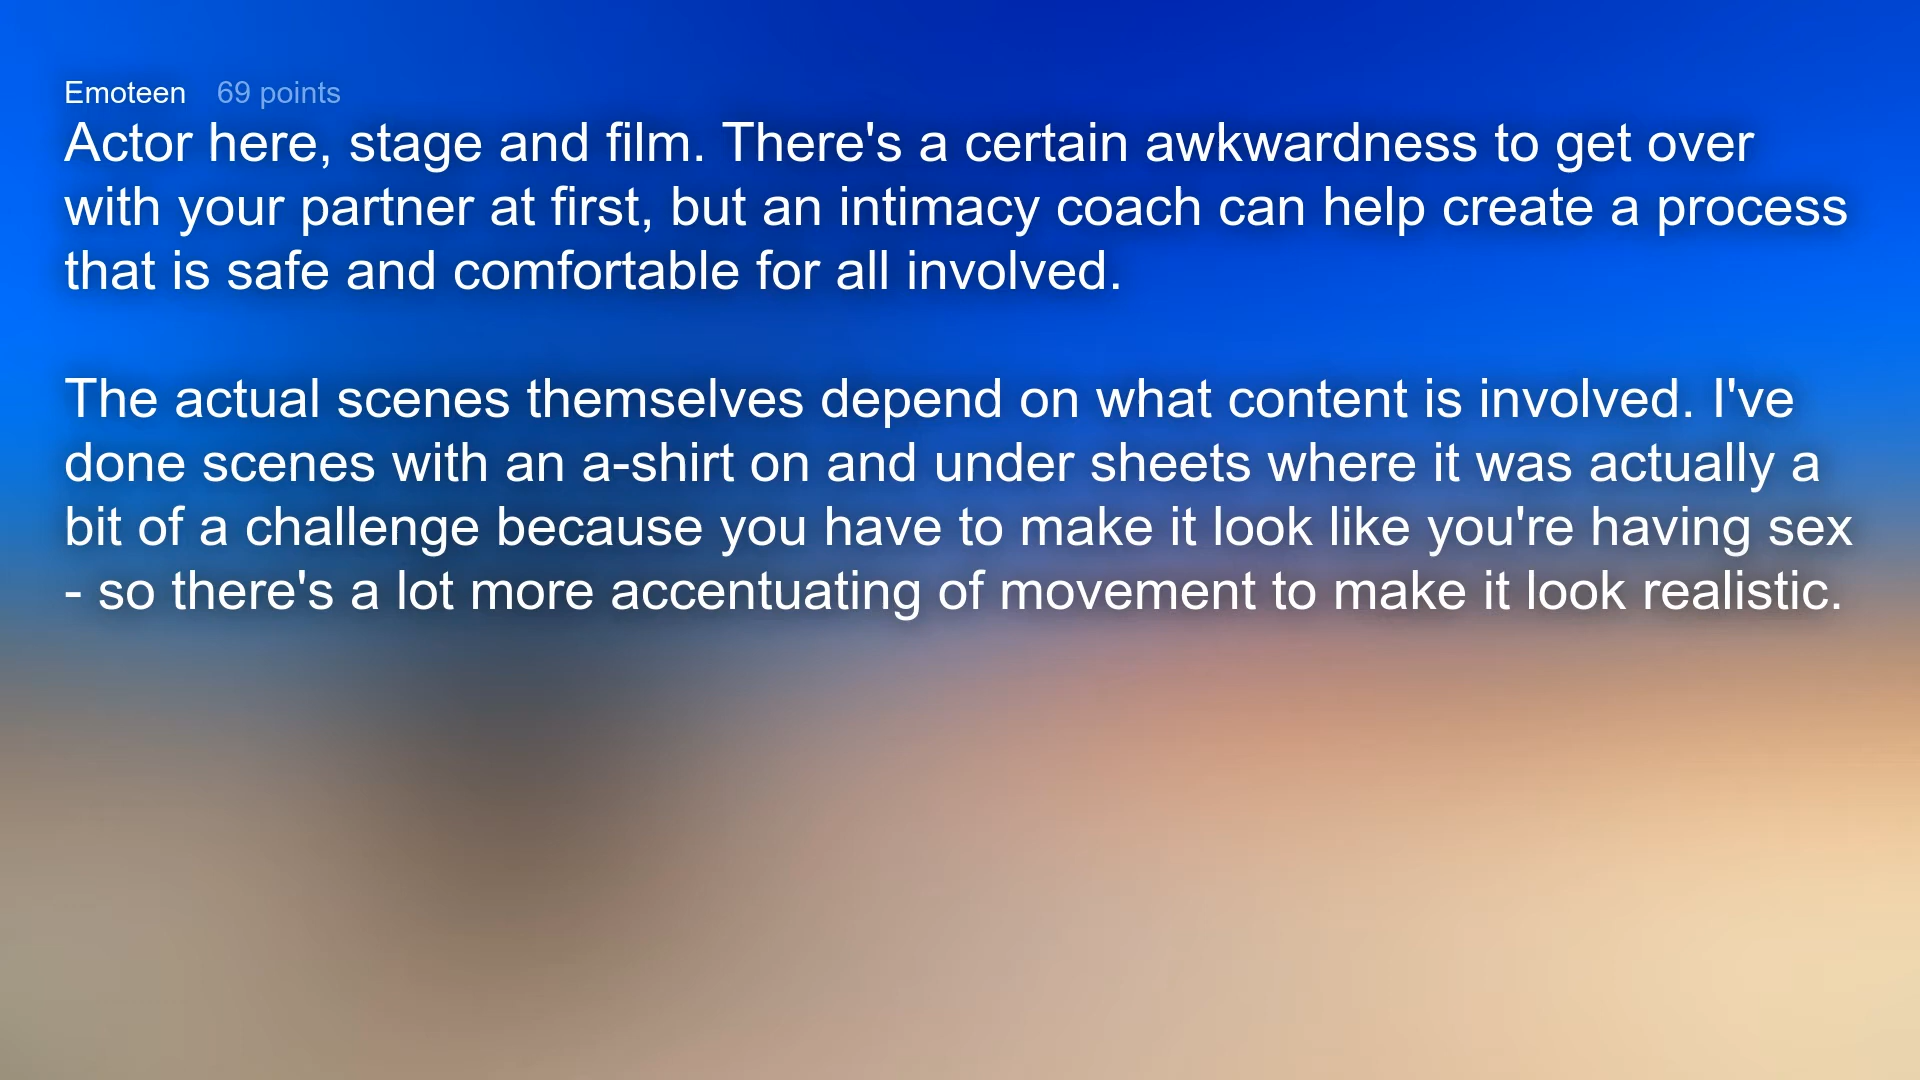 Emoteen 69 points
Actor here, stage and film. There's a certain awkwardness to get over
with your partner at first, but an intimacy coach can help create a process
that is safe and comfortable for all involved.
The actual scenes themselves depend on what content is involved. I've
done scenes with an a-shirt on and under sheets where it was actually a
bit of a challenge because you have to make it look like you're having sex
- so there's a lot more accentuating of movement to make it look realistic.